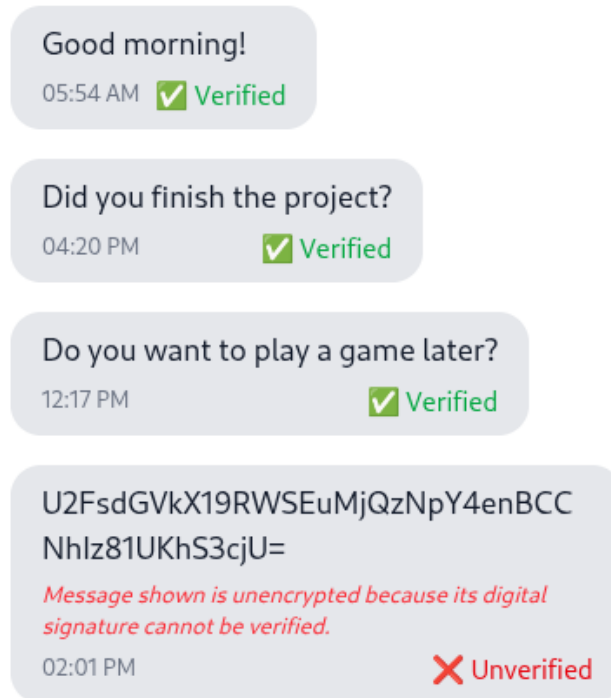 Good morning!
05:54 AM ✅ Verified
Did you finish the project?
04:20 PM ✅ Verified
Do you want to play a game later?
12:17 PM ✅ Verified
U2FsdGVkX19RWSEuMjQzNpY4enBCC
NhIz81UKhS3cjU=
Message shown is unencrypted because its digital
signature cannot be verified.
02:01 PM ❌ Unverified